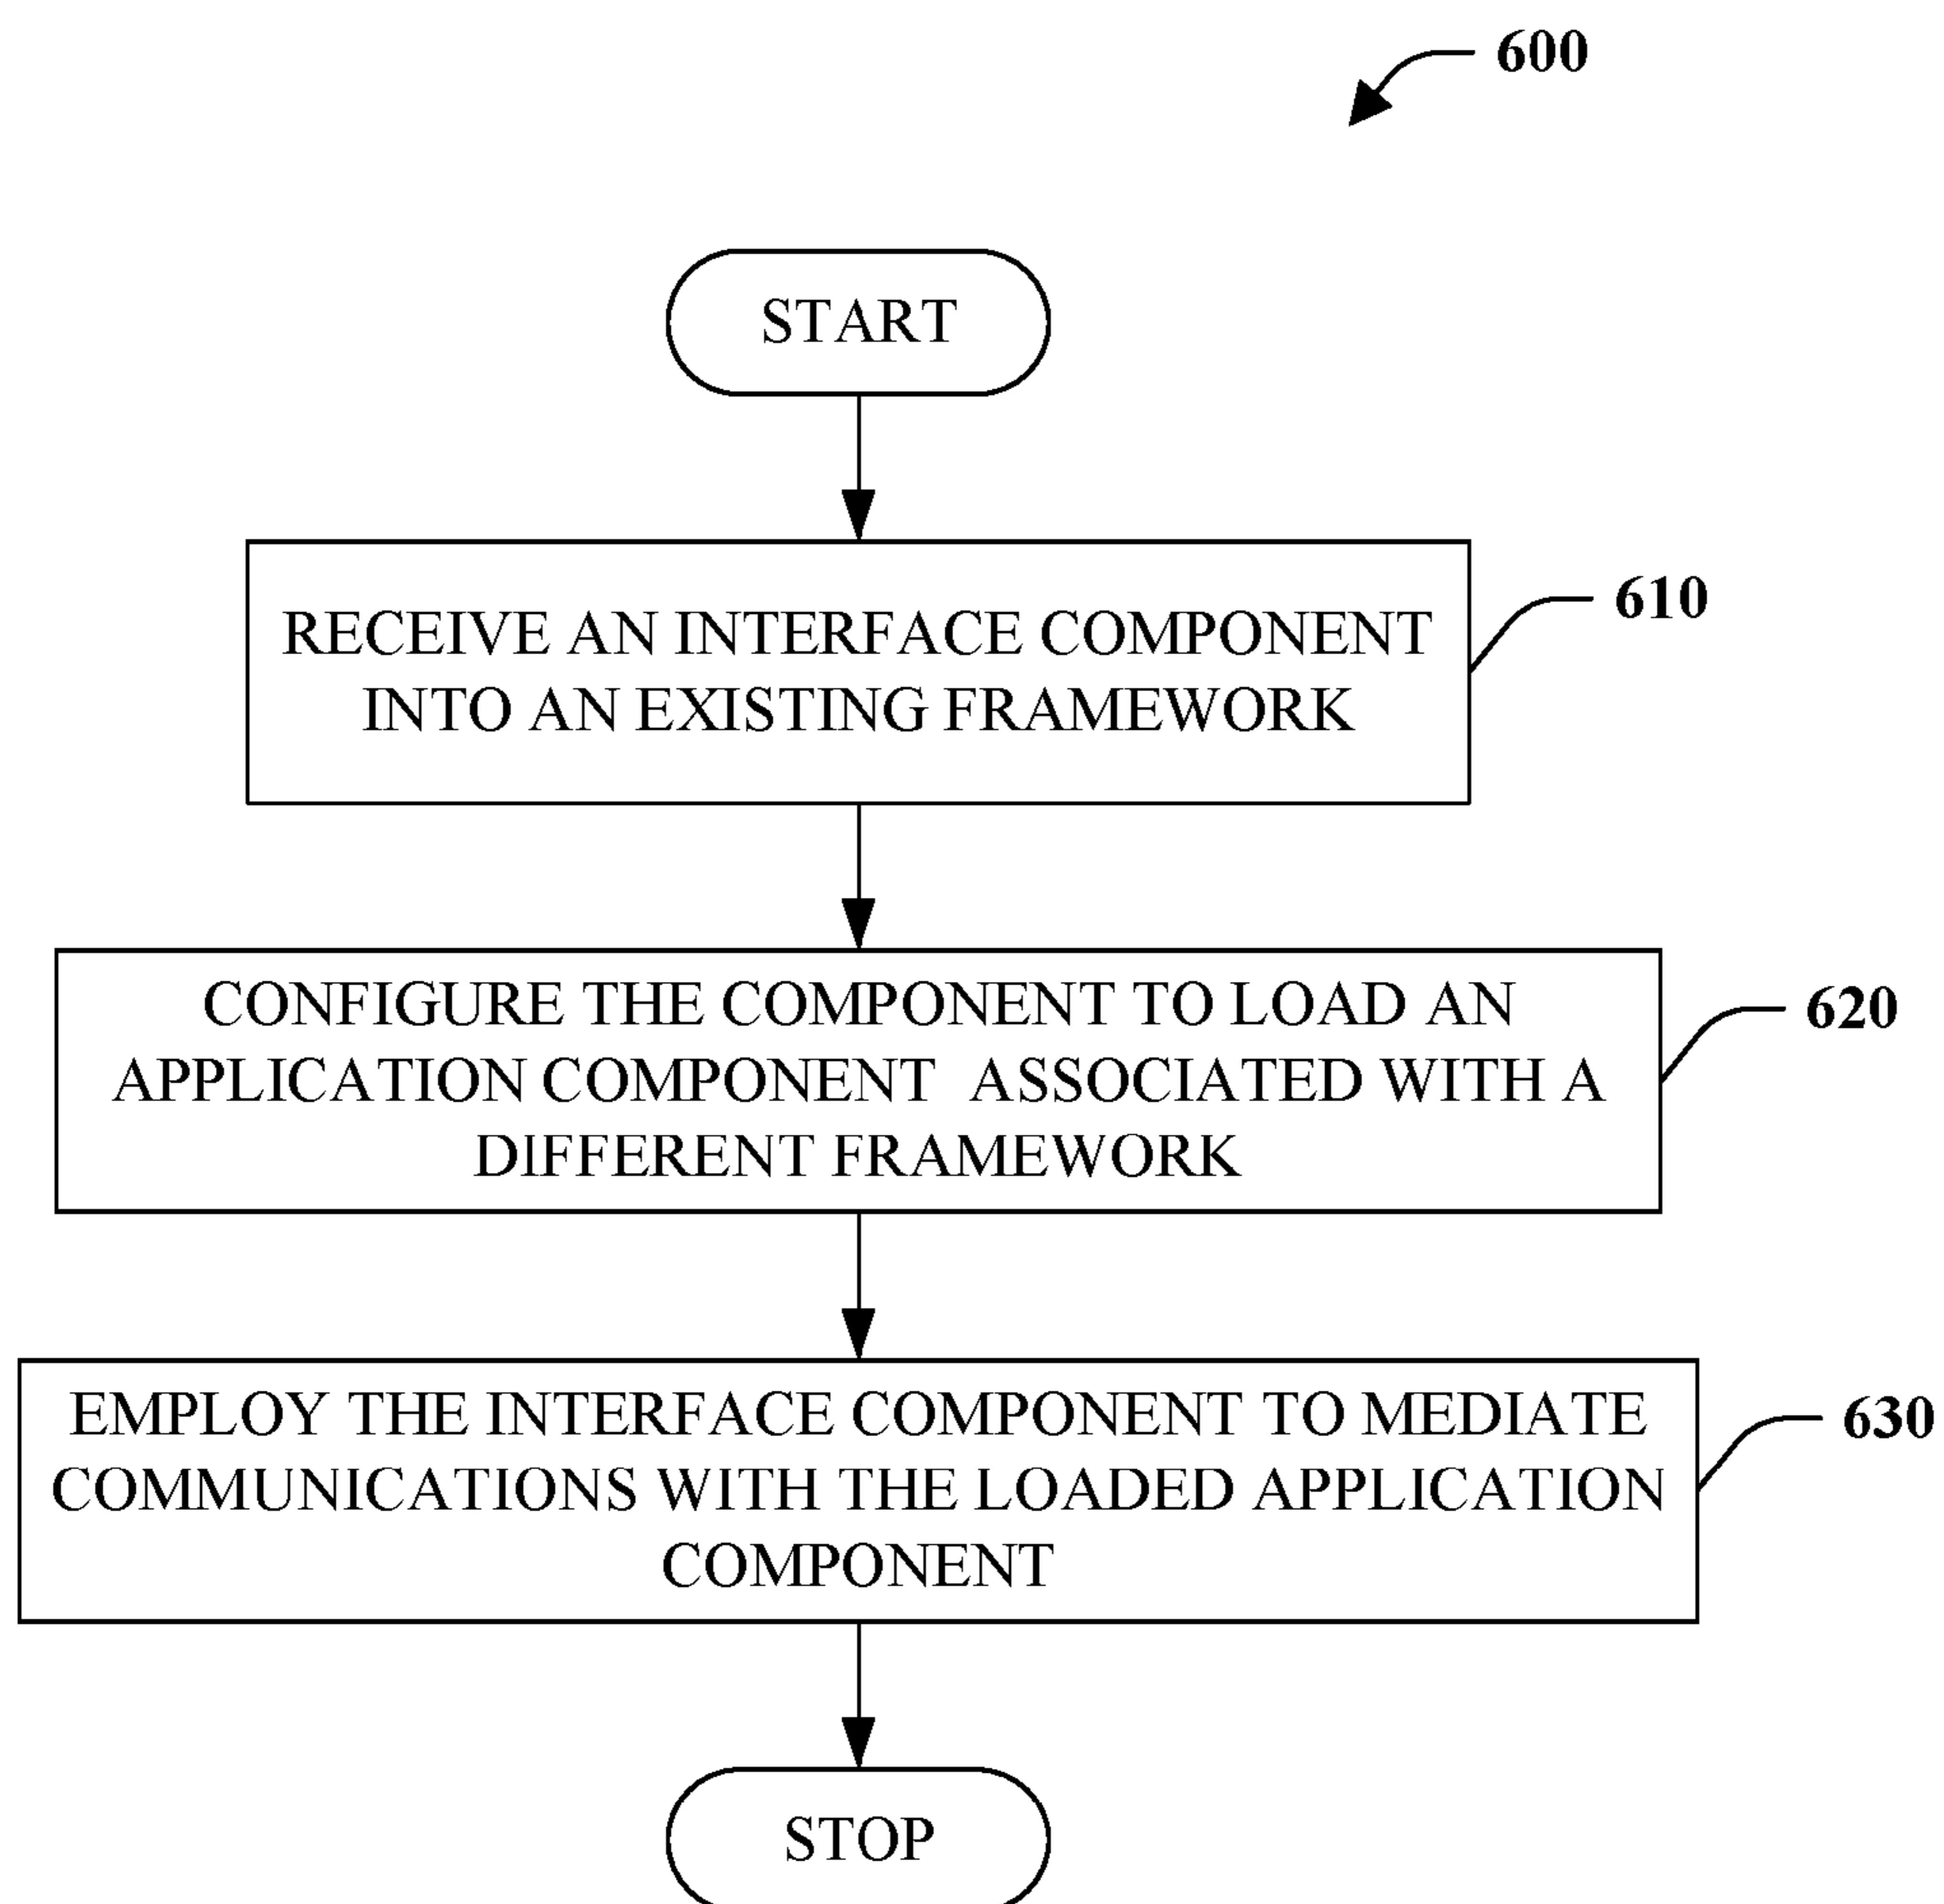 600
START
RECEIVE AN INTERFACE COMPONENT
INTO AN EXISTING FRAMEWORK
610
CONFIGURE THE COMPONENT TO LOAD AN
APPLICATION COMPONENT ASSOCIATED WITH A
DIFFERENT FRAMEWORK
620
EMPLOY THE INTERFACE COMPONENT TO MEDIATE
COMMUNICATIONS WITH THE LOADED APPLICATION
COMPONENT
630
STOP